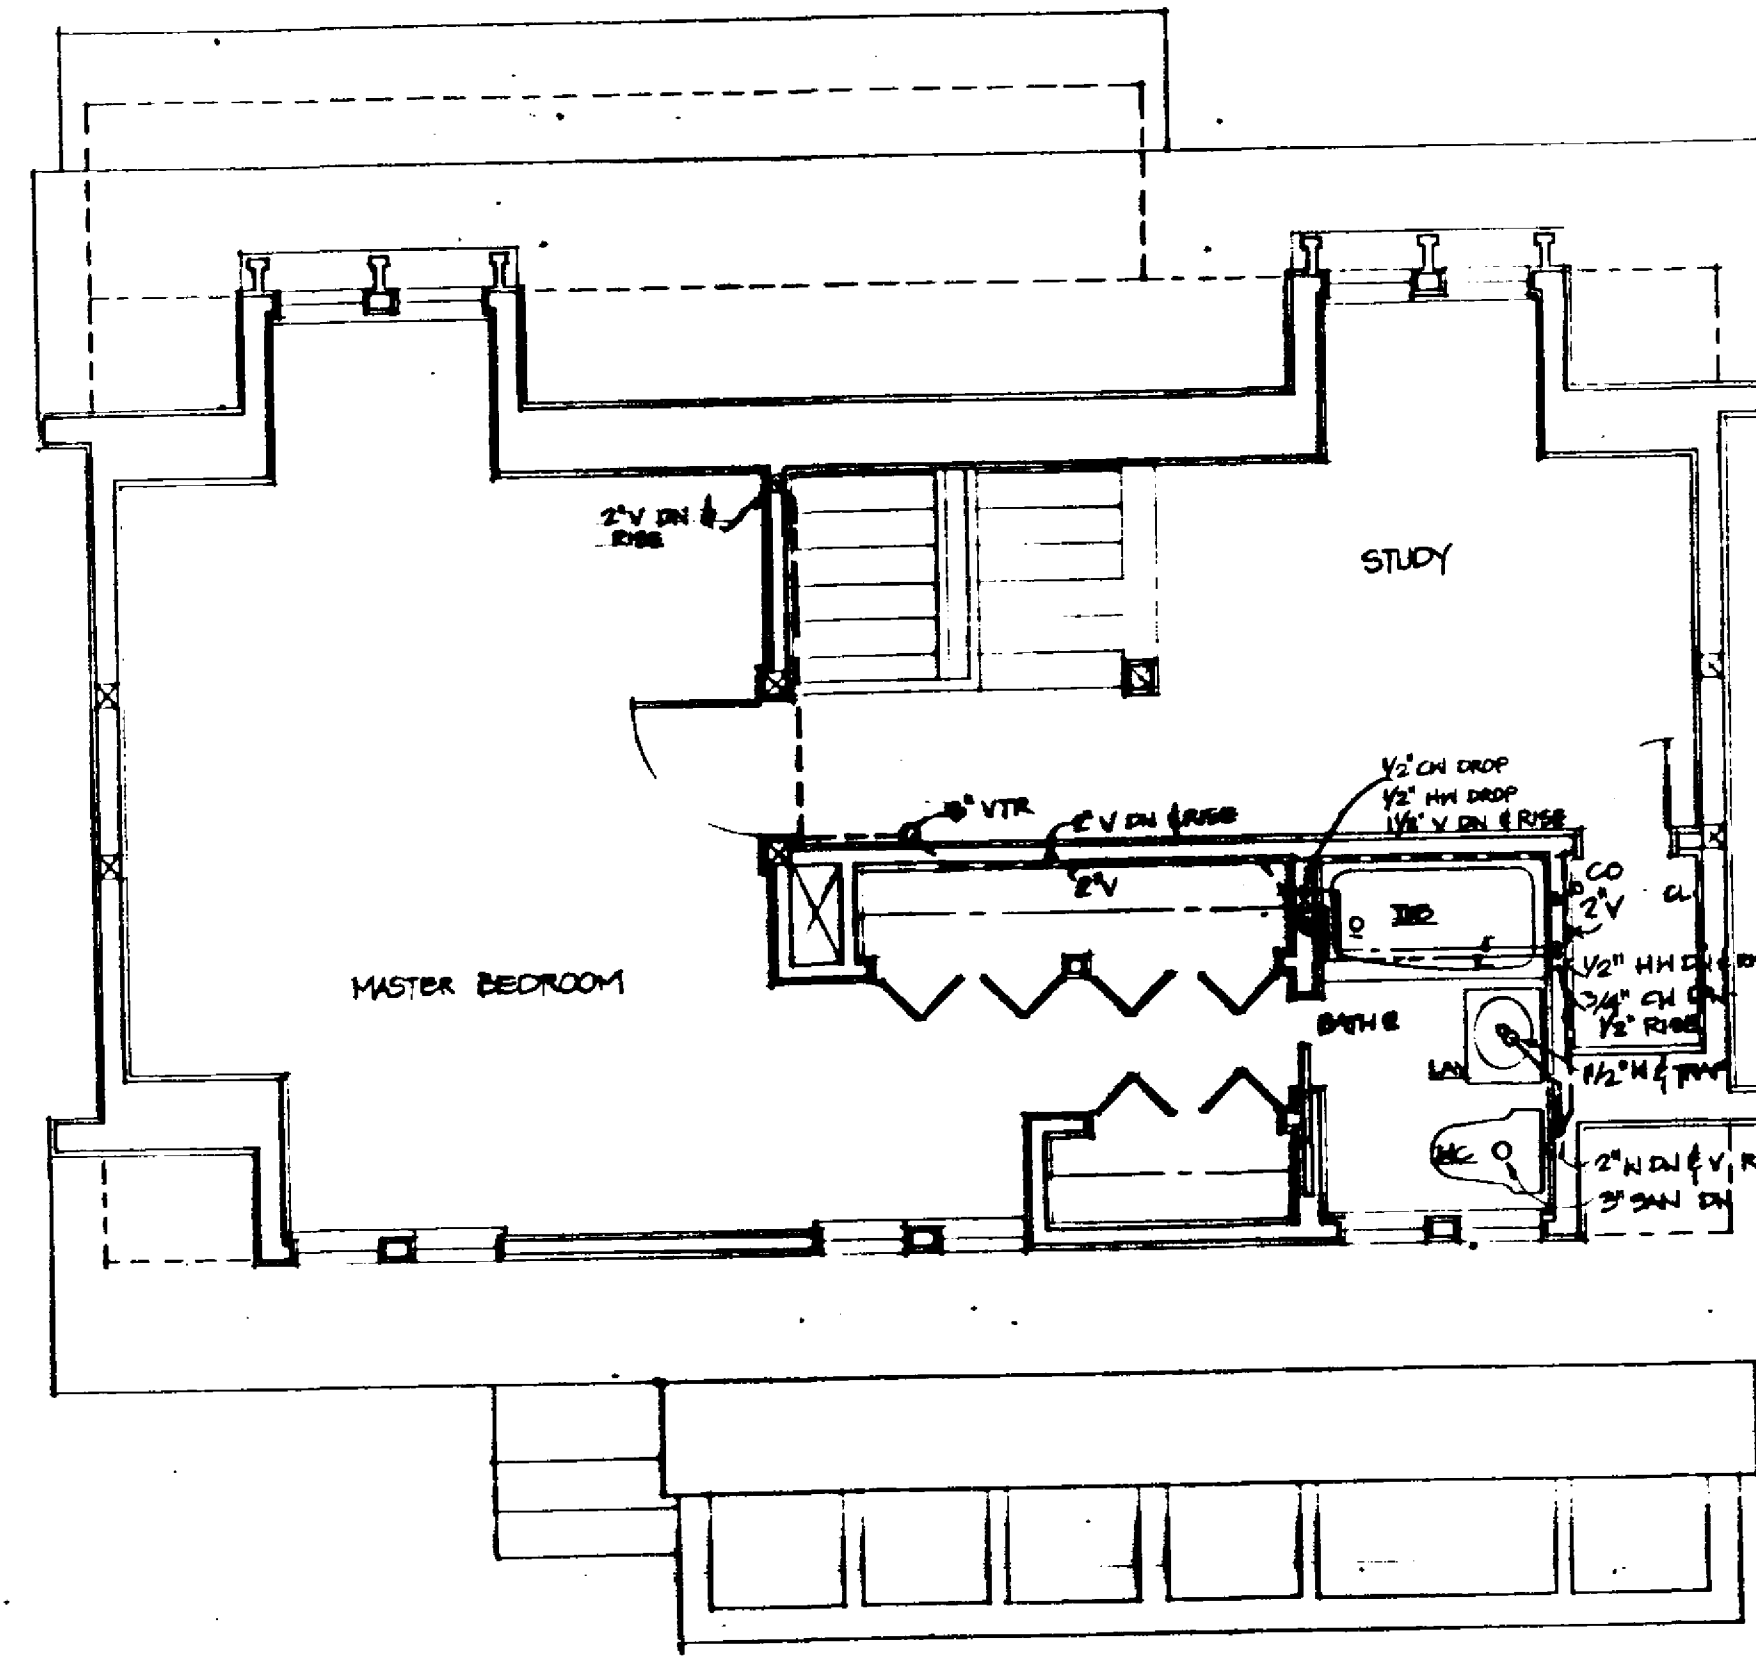 2"V DN &
RISE
STUDY
1/2" CW DROP
1/2" HW DROP
1 1/2" V DN & RISE
3" VTR
2" V DN & RISE
2"V
CO
2"V
CL.
TUB
MASTER BEDROOM
1/2" HW DN & RI
3/4" CW DN
1/2" RISE
BATH 2
LAV
1 1/2" W & TRAP
WC
2" W DN & V R
3" SAN DN